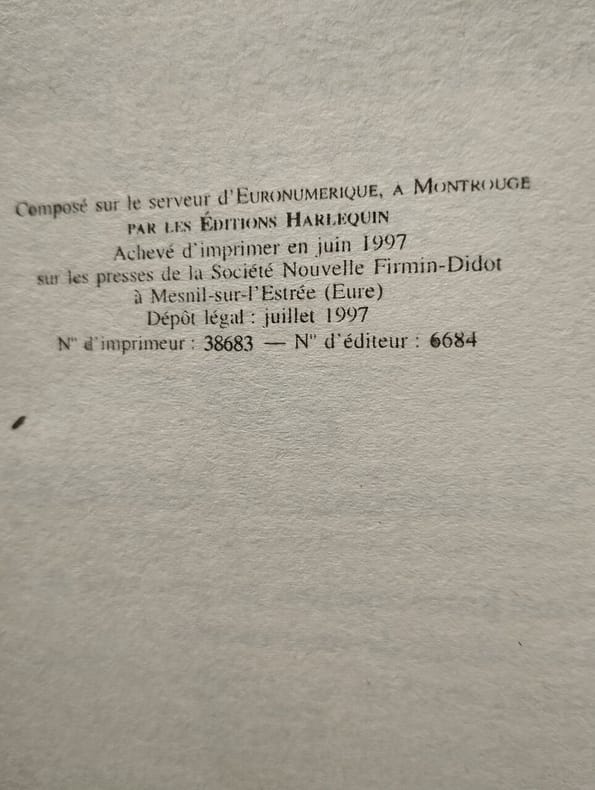 Composé sur le serveur d'EURONUMERIQUE, A MONTROUGE
PAR LES ÉDITIONS HARLEQUIN
Achevé d'imprimer en juin 1997
sur les presses de la Société Nouvelle Firmin-Didot
à Mesnil-sur-l'Estrée (Eure)
Dépôt légal : juillet 1997
N° d'imprimeur : 38683 — N° d'éditeur : 6684